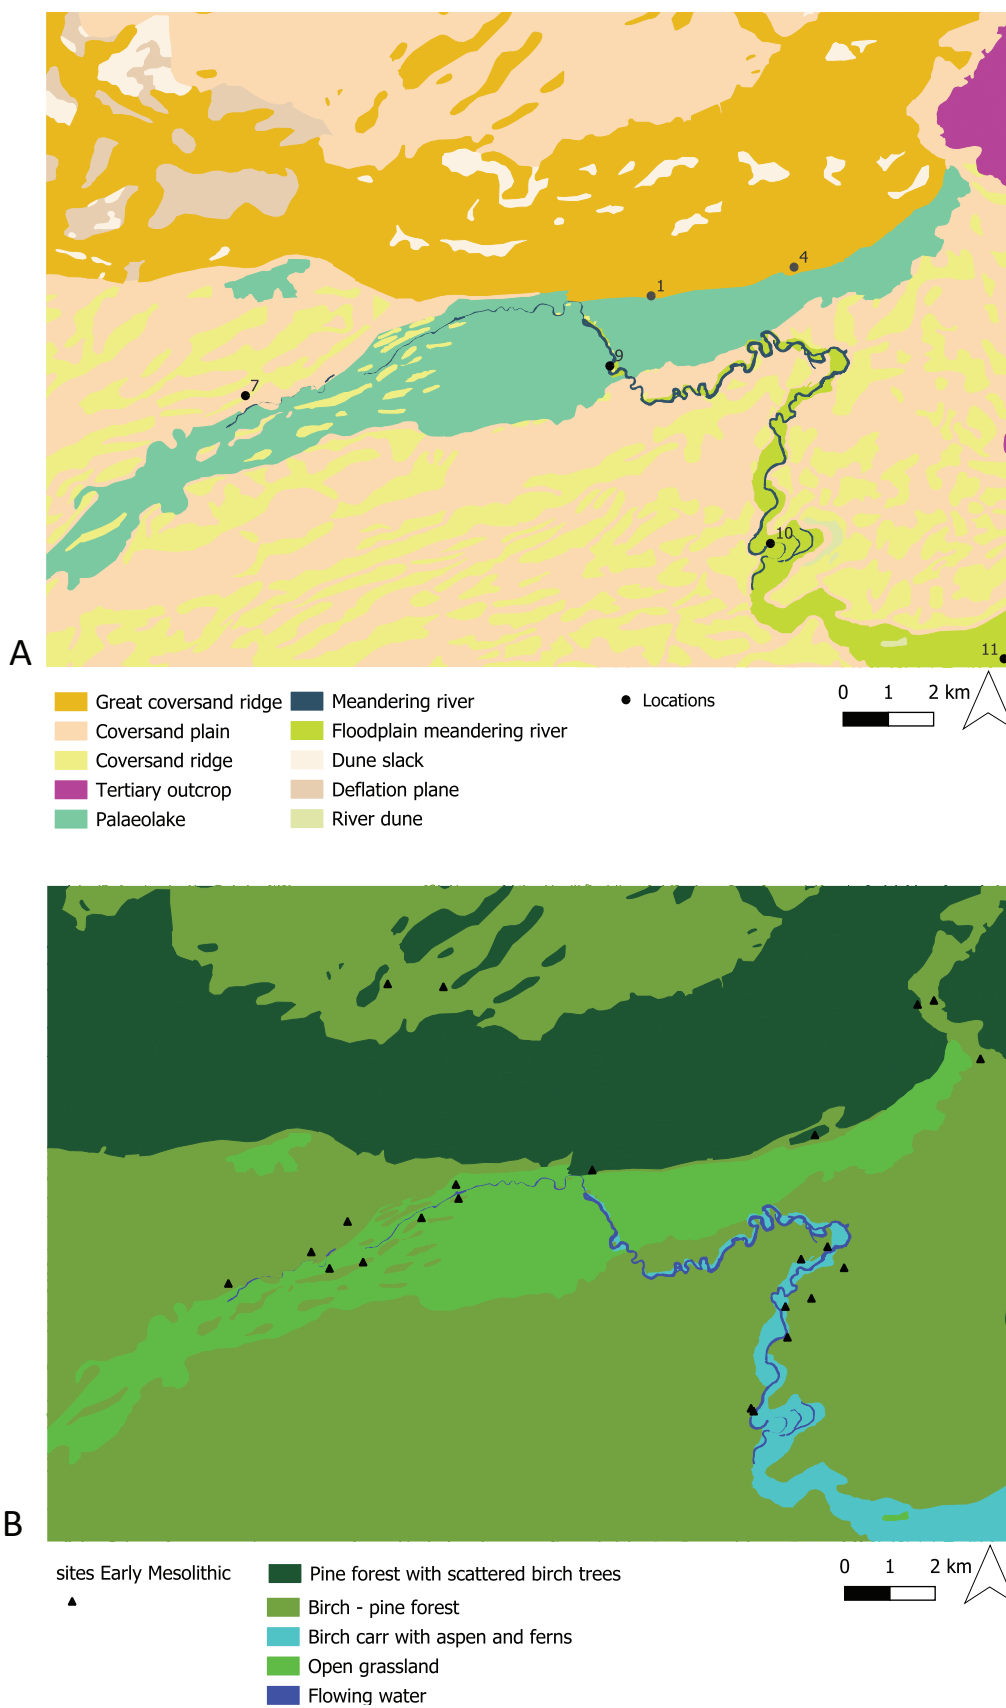 4
1
9
7
10
11
A
Great coversand ridge
Meandering river
Locations
0 1 2 km
Coversand plain
Floodplain meandering river
Coversand ridge
Dune slack
Tertiary outcrop
Deflation plane
Palaeolake
River dune
B
sites Early Mesolithic
Pine forest with scattered birch trees
0 1 2 km
Birch - pine forest
Birch carr with aspen and ferns
Open grassland
Flowing water